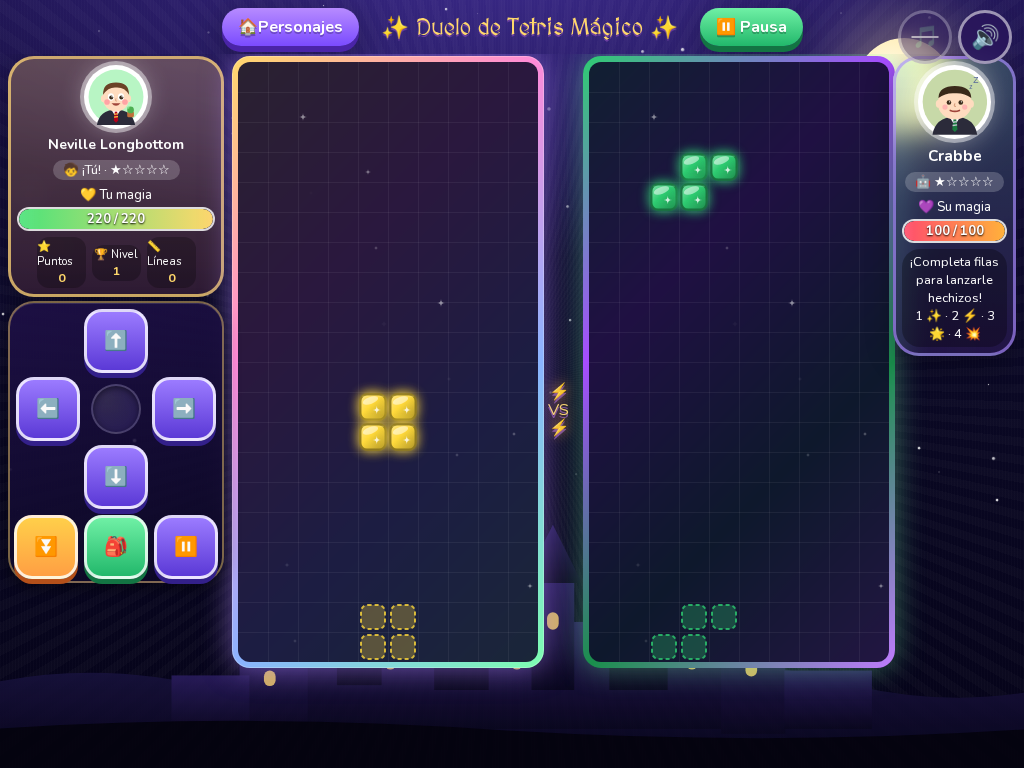 🏠Personajes
✨ Duelo de Tetris Mágico ✨
⏸️ Pausa
Neville Longbottom
🧒 ¡Tú! · ★☆☆☆☆
💛 Tu magia
220 / 220
⭐ Puntos
0
🏆 Nivel
1
📏 Líneas
0
⚡
VS
⚡
z
z
Crabbe
🤖 ★☆☆☆☆
💜 Su magia
100 / 100
¡Completa filas
para lanzarle
hechizos!
1 ✨ · 2 ⚡ · 3
🌟 · 4 💥